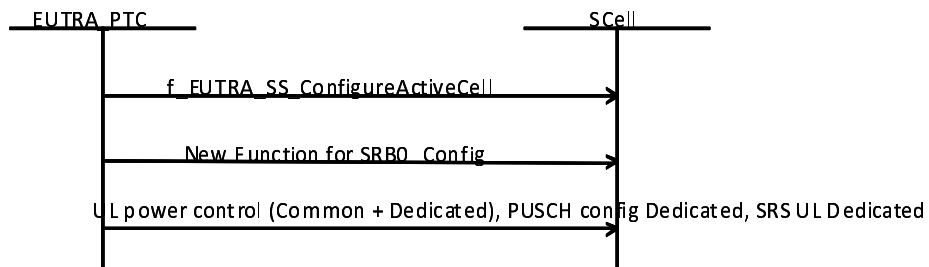 EUTRA_PTC
SCell
f_EUTRA_SS_ConfigureActiveCell
New Function for SRB0_Config
UL power control (Common + Dedicated), PUSCH config Dedicated, SRS UL Dedicated